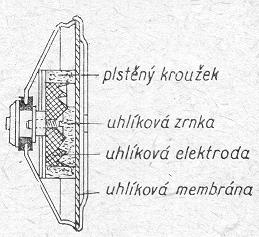 plstěný kroužek
uhlíková zrnka
uhlíková elektroda
uhlíková membrána